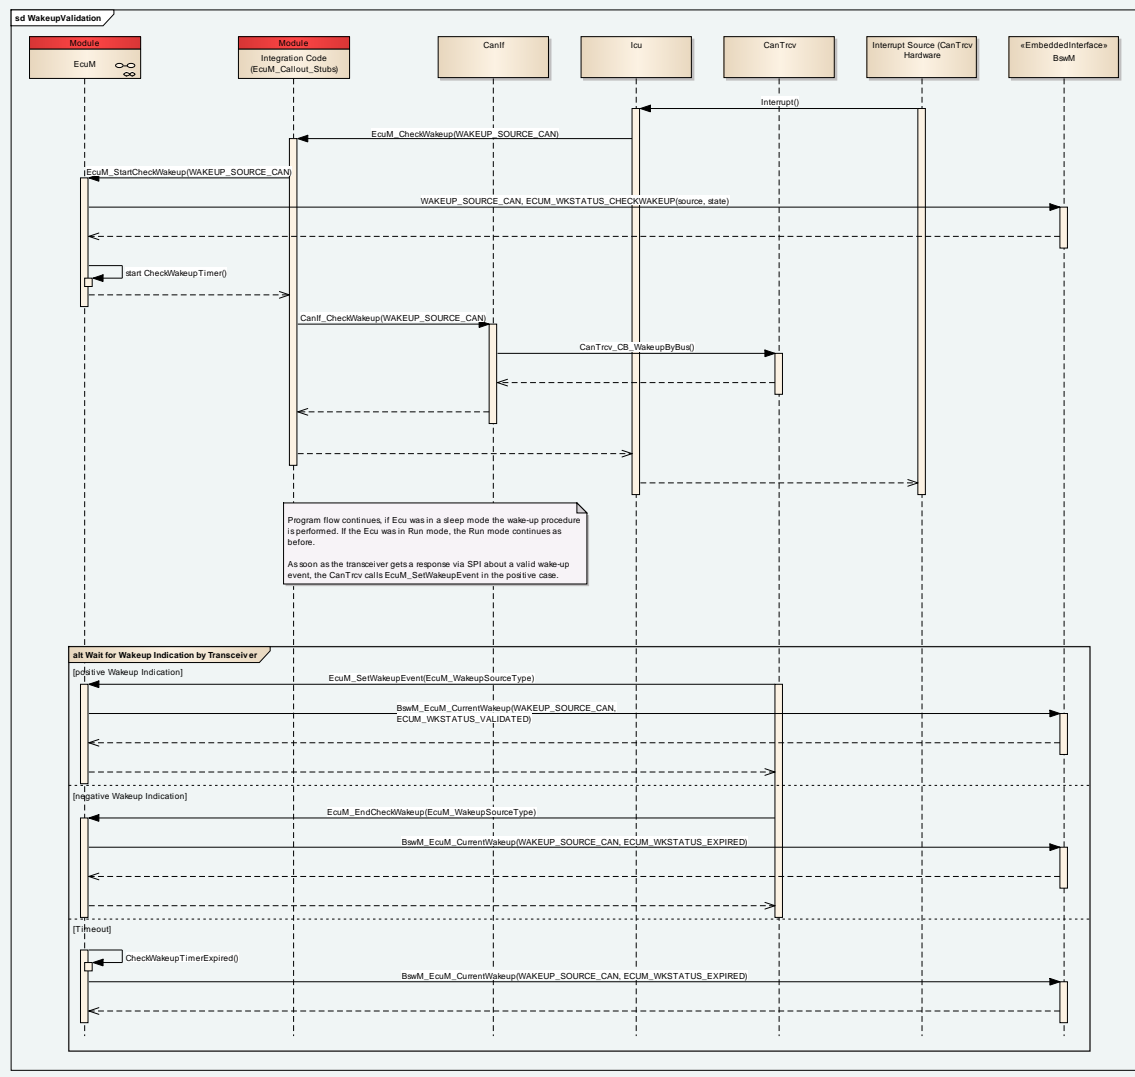 sd WakeupValidation
Module
EcuM
Module
Integration Code
(EcuM_Callout_Stubs)
CanIf
Icu
CanTrcv
Interrupt Source (CanTrcv
Hardware
«EmbeddedInterface»
BswM
Interrupt()
EcuM_CheckWakeup(WAKEUP_SOURCE_CAN)
EcuM_StartCheckWakeup(WAKEUP_SOURCE_CAN)
WAKEUP_SOURCE_CAN, ECUM_WKSTATUS_CHECKWAKEUP(source, state)
start CheckWakeupTimer()
CanIf_CheckWakeup(WAKEUP_SOURCE_CAN)
CanTrcv_CB_WakeupByBus()
Program flow continues, if Ecu was in a sleep mode the wake-up procedure
is performed. If the Ecu was in Run mode, the Run mode continues as
before.
As soon as the transceiver gets a response via SPI about a valid wake-up
event, the CanTrcv calls EcuM_SetWakeupEvent in the positive case.
alt Wait for Wakeup Indication by Transceiver
[positive Wakeup Indication]
EcuM_SetWakeupEvent(EcuM_WakeupSourceType)
BswM_EcuM_CurrentWakeup(WAKEUP_SOURCE_CAN,
ECUM_WKSTATUS_VALIDATED)
[negative Wakeup Indication]
EcuM_EndCheckWakeup(EcuM_WakeupSourceType)
BswM_EcuM_CurrentWakeup(WAKEUP_SOURCE_CAN, ECUM_WKSTATUS_EXPIRED)
[Timeout]
CheckWakeupTimerExpired()
BswM_EcuM_CurrentWakeup(WAKEUP_SOURCE_CAN, ECUM_WKSTATUS_EXPIRED)